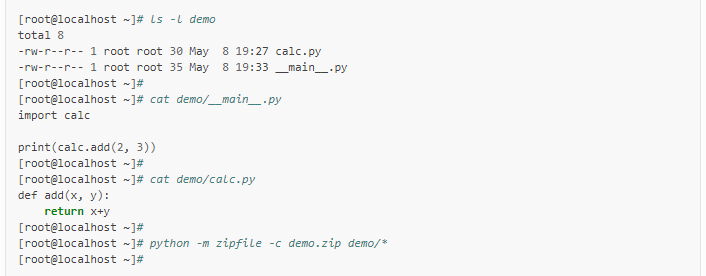 [root@localhost ~]# ls -l demo
total 8
-rw-r--r-- 1 root root 30 May  8 19:27 calc.py
-rw-r--r-- 1 root root 35 May  8 19:33 __main__.py
[root@localhost ~]#
[root@localhost ~]# cat demo/__main__.py
import calc

print(calc.add(2, 3))
[root@localhost ~]#
[root@localhost ~]# cat demo/calc.py
def add(x, y):
    return x+y
[root@localhost ~]#
[root@localhost ~]# python -m zipfile -c demo.zip demo/*
[root@localhost ~]#